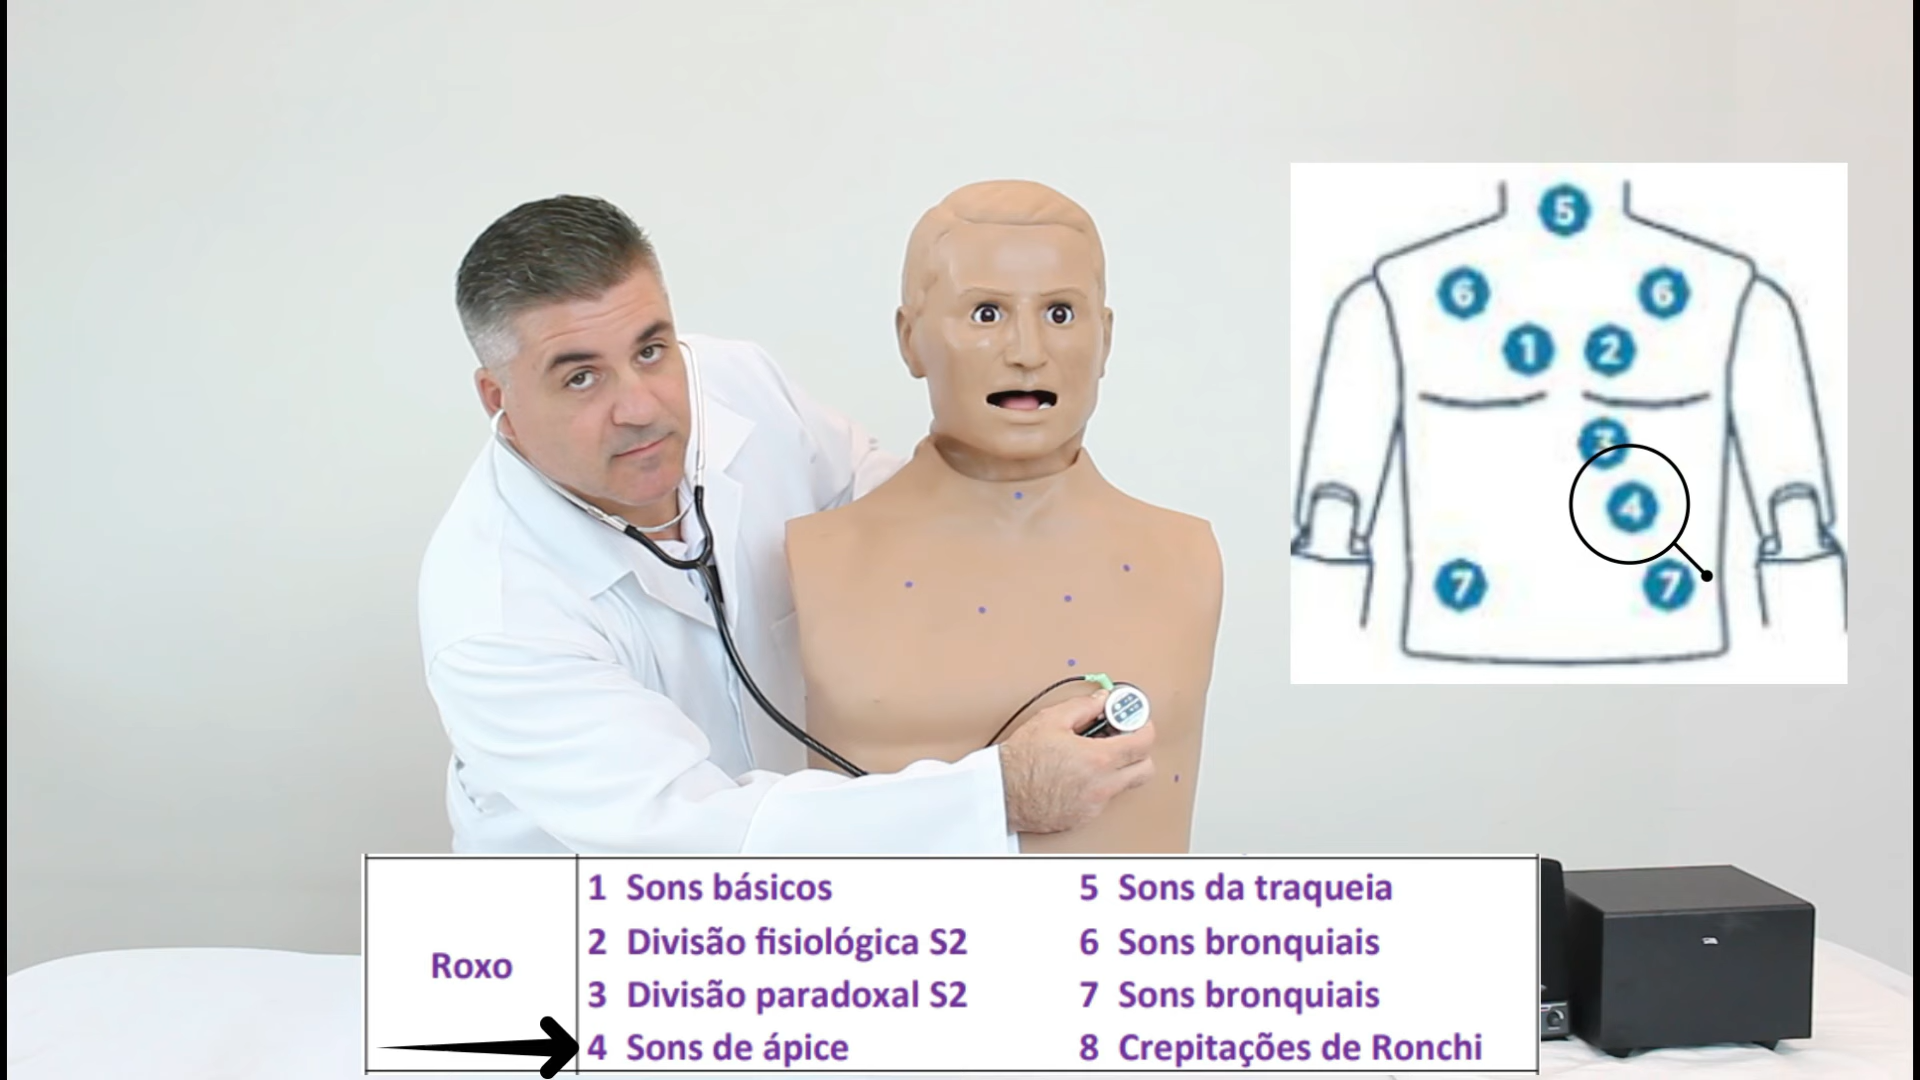 5
6 6
1 2
3
4
7 7
Roxo
1 Sons básicos
2 Divisão fisiológica S2
3 Divisão paradoxal S2
4 Sons de ápice
5 Sons da traqueia
6 Sons bronquiais
7 Sons bronquiais
8 Crepitações de Ronchi